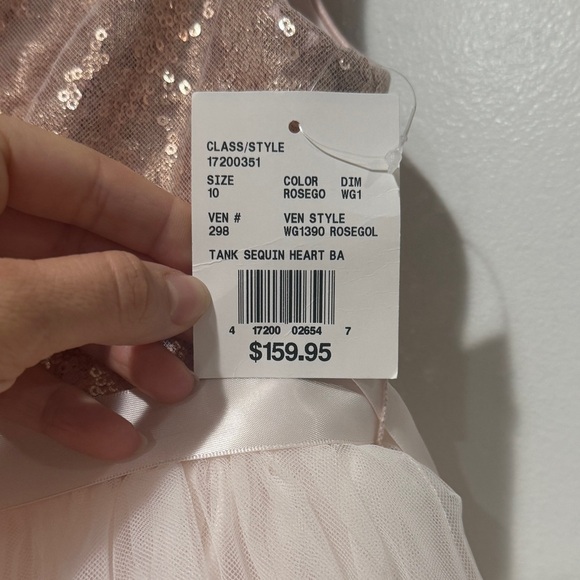 CLASS/STYLE
17200351
SIZE COLOR DIM
10 ROSEGO WG1
VEN # VEN STYLE
298 WG1390 ROSEGOL
TANK SEQUIN HEART BA
4 17200 02654 7
$159.95